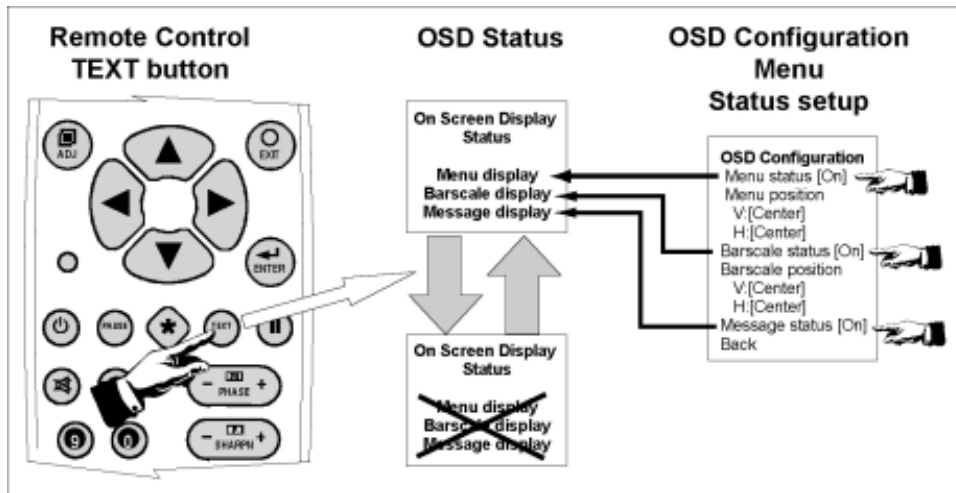 Remote Control
TEXT button
OSD Status
OSD Configuration
Menu
Status setup
ADJ
EXIT
ENTER
PAUSE
TEXT
- PHASE +
9
- SHARPN +
On Screen Display
Status
Menu display
Barscale display
Message display
On Screen Display
Status
Menu display
Barscale display
Message display
OSD Configuration
Menu status [On]
Menu position
V:[Center]
H:[Center]
Barscale status [On]
Barscale position
V:[Center]
H:[Center]
Message status [On]
Back